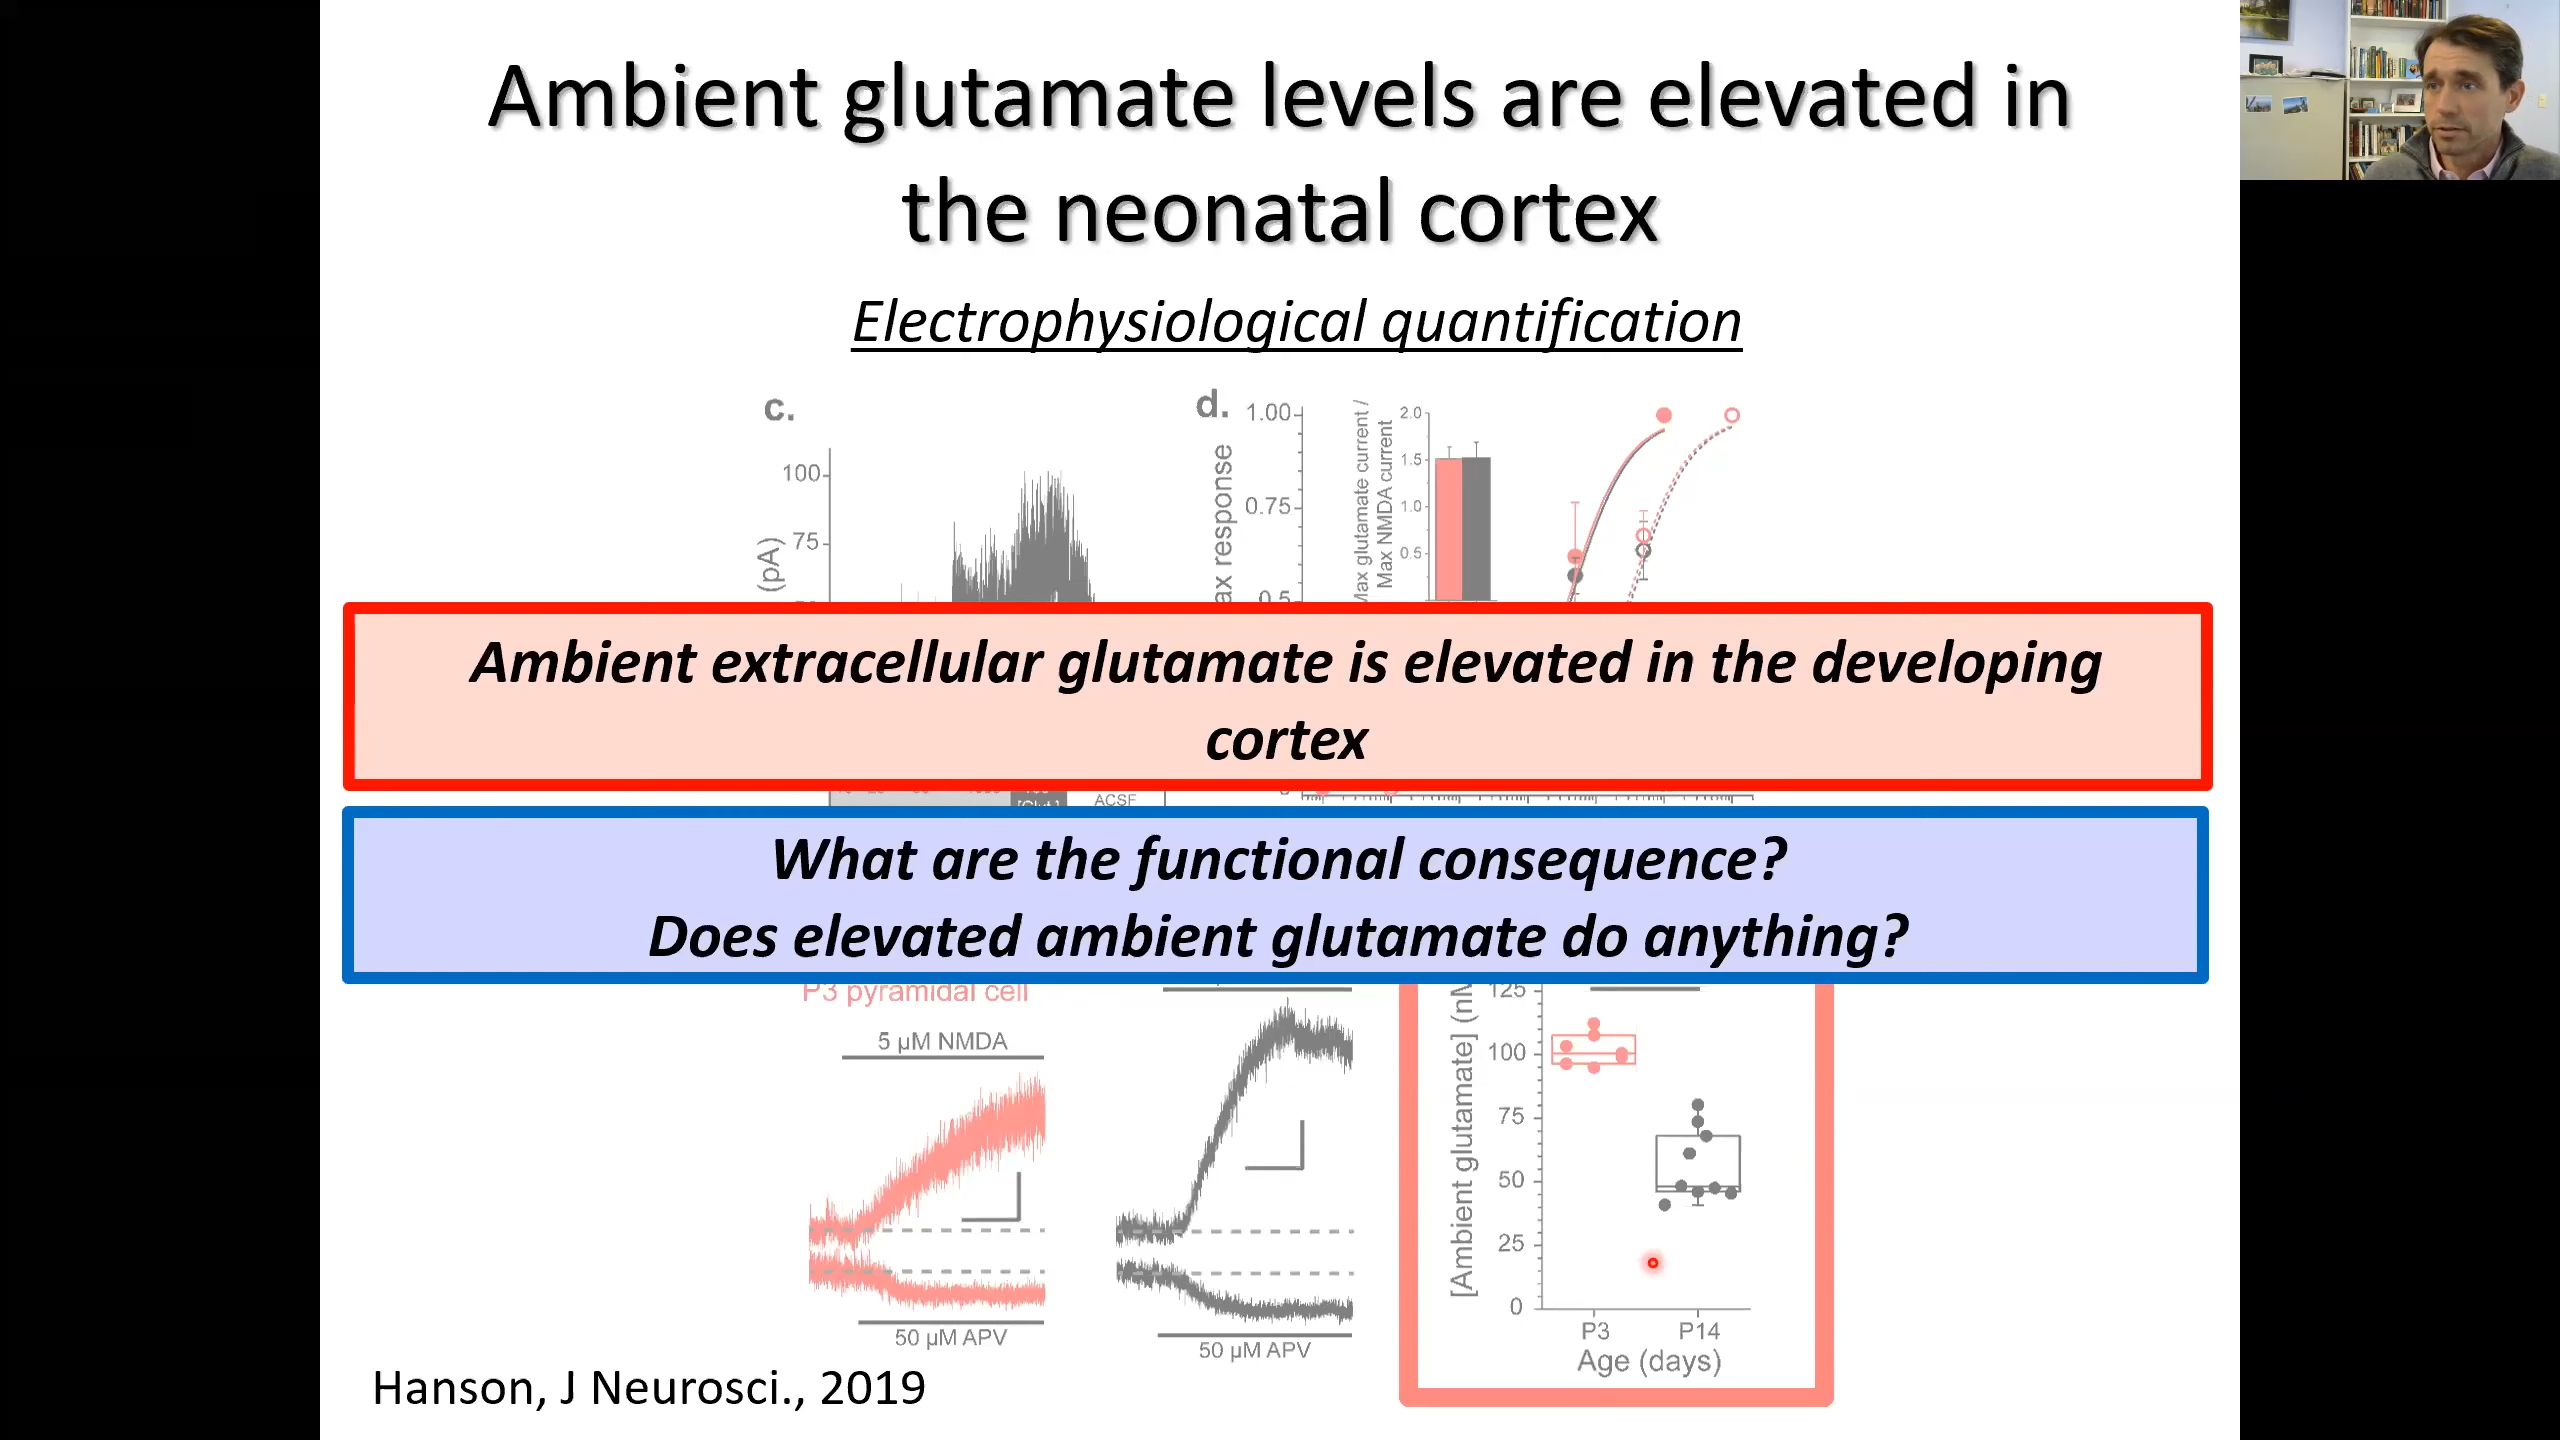 Ambient glutamate levels are elevated in
the neonatal cortex
Electrophysiological quantification
c.
100
75
(pA)
d.
1.00
0.75
0.5
ax response
Max glutamate current /
Max NMDA current
2.0
1.5
1.0
0.5
Ambient extracellular glutamate is elevated in the developing
cortex
ACSF
What are the functional consequence?
Does elevated ambient glutamate do anything?
P3 pyramidal cell
5 µM NMDA
50 µM APV
50 µM APV
[Ambient glutamate] (nM
125
100
75
50
25
0
P3
P14
Age (days)
Hanson, J Neurosci., 2019